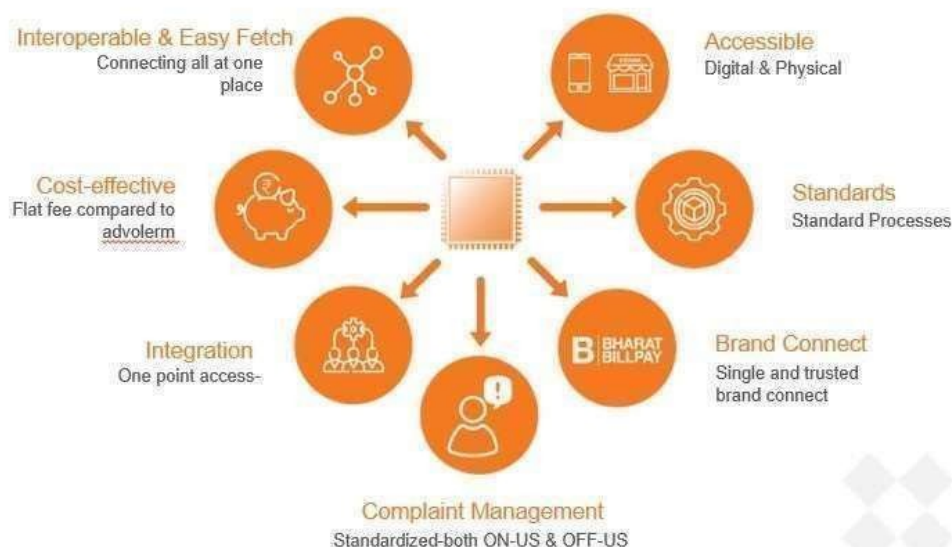 Interoperable & Easy Fetch
Connecting all at one
place
Accessible
Digital & Physical
Cost-effective
Flat fee compared to
advolerm
Standards
Standard Processes
Integration
One point access-
B BHARAT
BILLPAY
Brand Connect
Single and trusted
brand connect
Complaint Management
Standardized-both ON-US & OFF-US